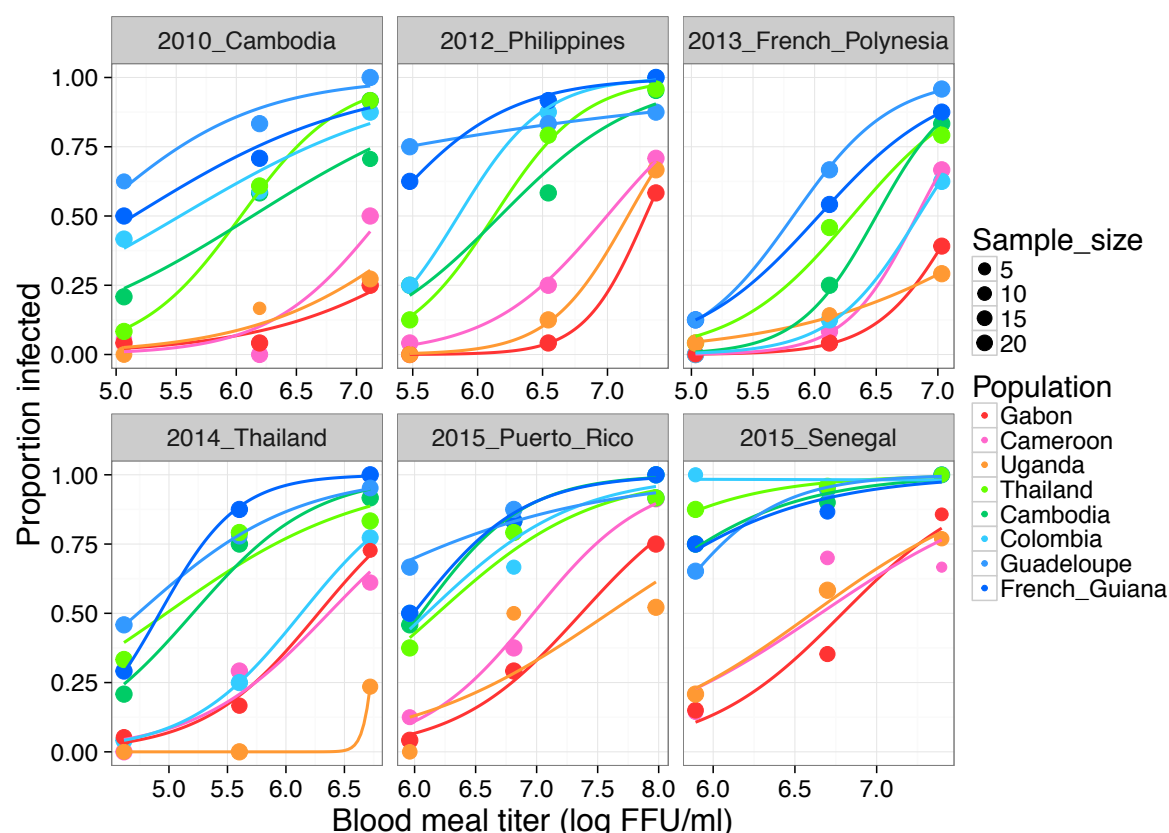 2010_Cambodia 2012_Philippines 2013_French_Polynesia
1.00
0.75
0.50
0.25
0.00
5.0 5.5 6.0 6.5 7.0 5.5 6.0 6.5 7.0 5.0 5.5 6.0 6.5 7.0
2014_Thailand 2015_Puerto_Rico 2015_Senegal
1.00
0.75
0.50
0.25
0.00
5.0 5.5 6.0 6.5 6.0 6.5 7.0 7.5 8.0 6.0 6.5 7.0
Proportion infected
Blood meal titer (log FFU/ml)
Sample_size
5
10
15
20
Population
Gabon
Cameroon
Uganda
Thailand
Cambodia
Colombia
Guadeloupe
French_Guiana